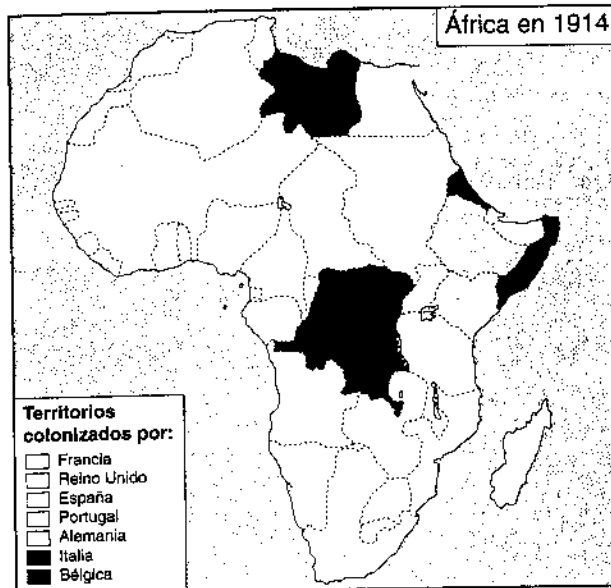 África en 1914
Territorios
colonizados por:
Francia
Reino Unido
España
Portugal
Alemania
Italia
Bélgica